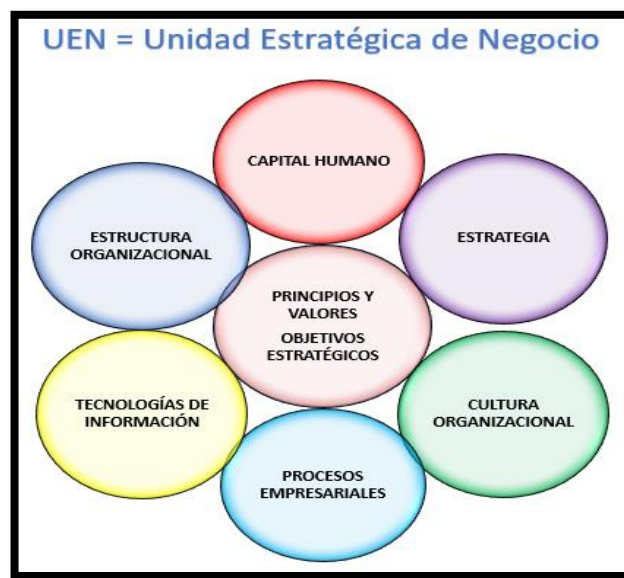 UEN = Unidad Estratégica de Negocio
CAPITAL HUMANO
ESTRUCTURA
ORGANIZACIONAL
ESTRATEGIA
PRINCIPIOS Y
VALORES
OBJETIVOS
ESTRATÉGICOS
TECNOLOGÍAS DE
INFORMACIÓN
CULTURA
ORGANIZACIONAL
PROCESOS
EMPRESARIALES